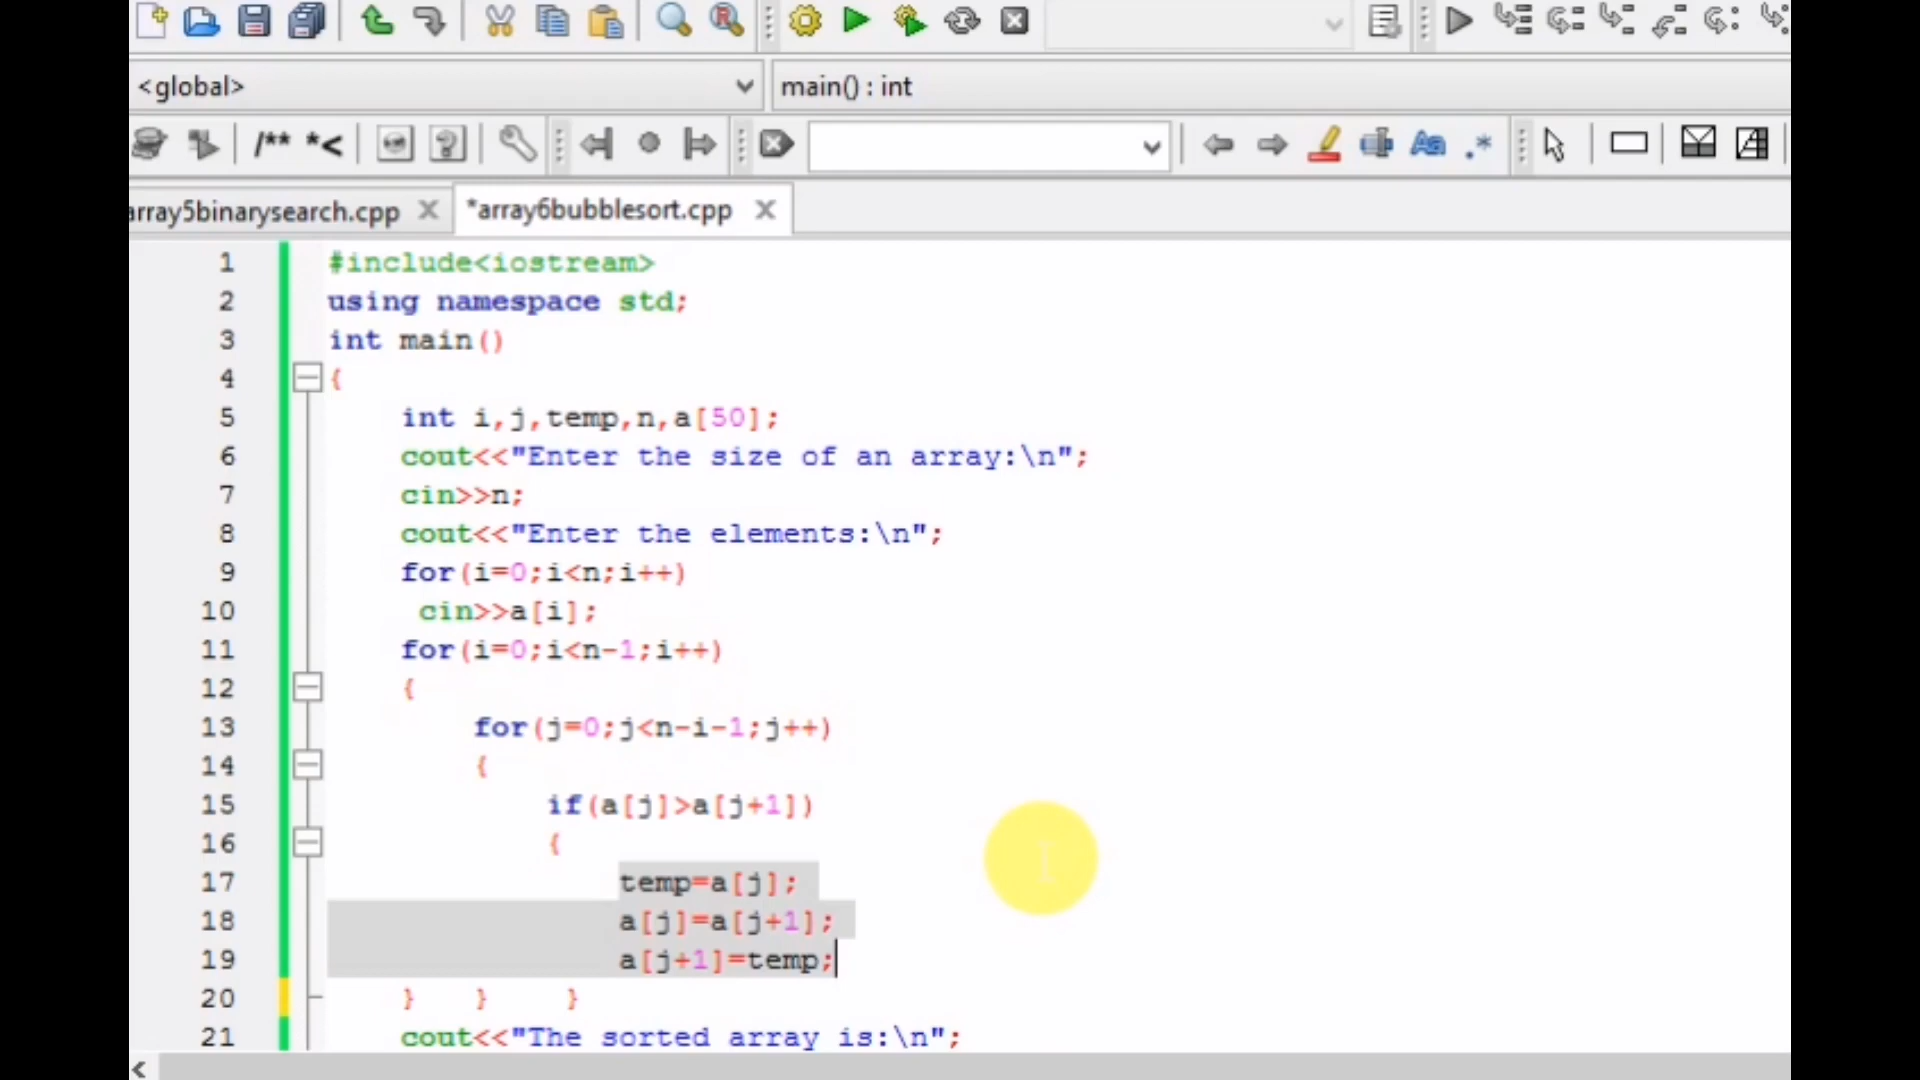 <global>
main() : int
/** *<
array5binarysearch.cpp
*array6bubblesort.cpp
1 #include<iostream>
2 using namespace std;
3 int main()
4 {
5 int i,j,temp,n,a[50];
6 cout<<"Enter the size of an array:\n";
7 cin>>n;
8 cout<<"Enter the elements:\n";
9 for(i=0;i<n;i++)
10 cin>>a[i];
11 for(i=0;i<n-1;i++)
12 {
13 for(j=0;j<n-i-1;j++)
14 {
15 if(a[j]>a[j+1])
16 {
17 temp=a[j];
18 a[j]=a[j+1];
19 a[j+1]=temp;
20 } } }
21 cout<<"The sorted array is:\n";